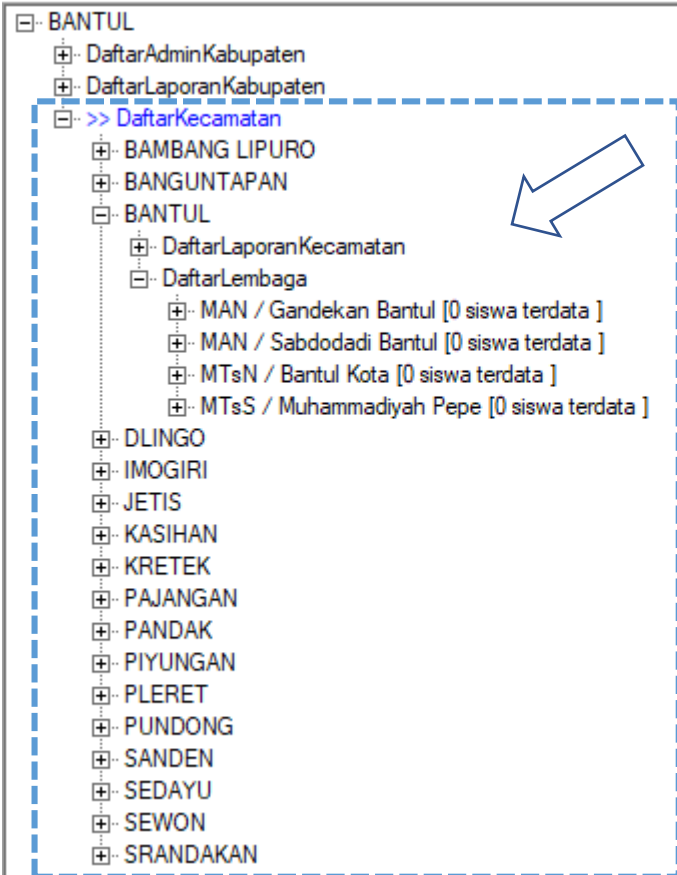 BANTUL
DaftarAdminKabupaten
DaftarLaporanKabupaten
>> DaftarKecamatan
BAMBANG LIPURO
BANGUNTAPAN
BANTUL
DaftarLaporanKecamatan
DaftarLembaga
MAN / Gandekan Bantul [0 siswa terdata ]
MAN / Sabdodadi Bantul [0 siswa terdata ]
MTsN / Bantul Kota [0 siswa terdata ]
MTsS / Muhammadiyah Pepe [0 siswa terdata ]
DLINGO
IMOGIRI
JETIS
KASIHAN
KRETEK
PAJANGAN
PANDAK
PIYUNGAN
PLERET
PUNDONG
SANDEN
SEDAYU
SEWON
SRANDAKAN